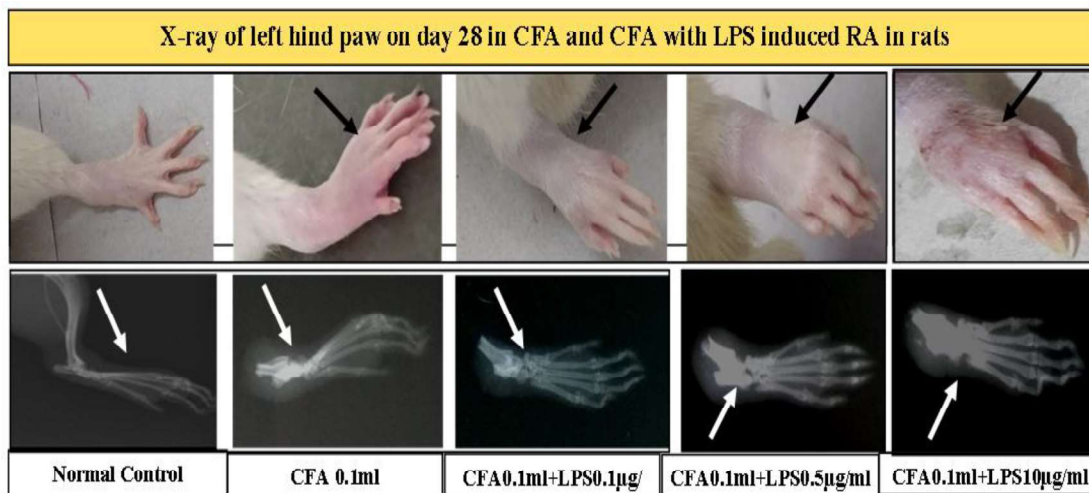 X-ray of left hind paw on day 28 in CFA and CFA with LPS induced RA in rats
Normal Control
CFA 0.1ml
CFA0.1ml+LPS0.1µg/
CFA0.1ml+LPS0.5µg/ml
CFA0.1ml+LPS10µg/ml